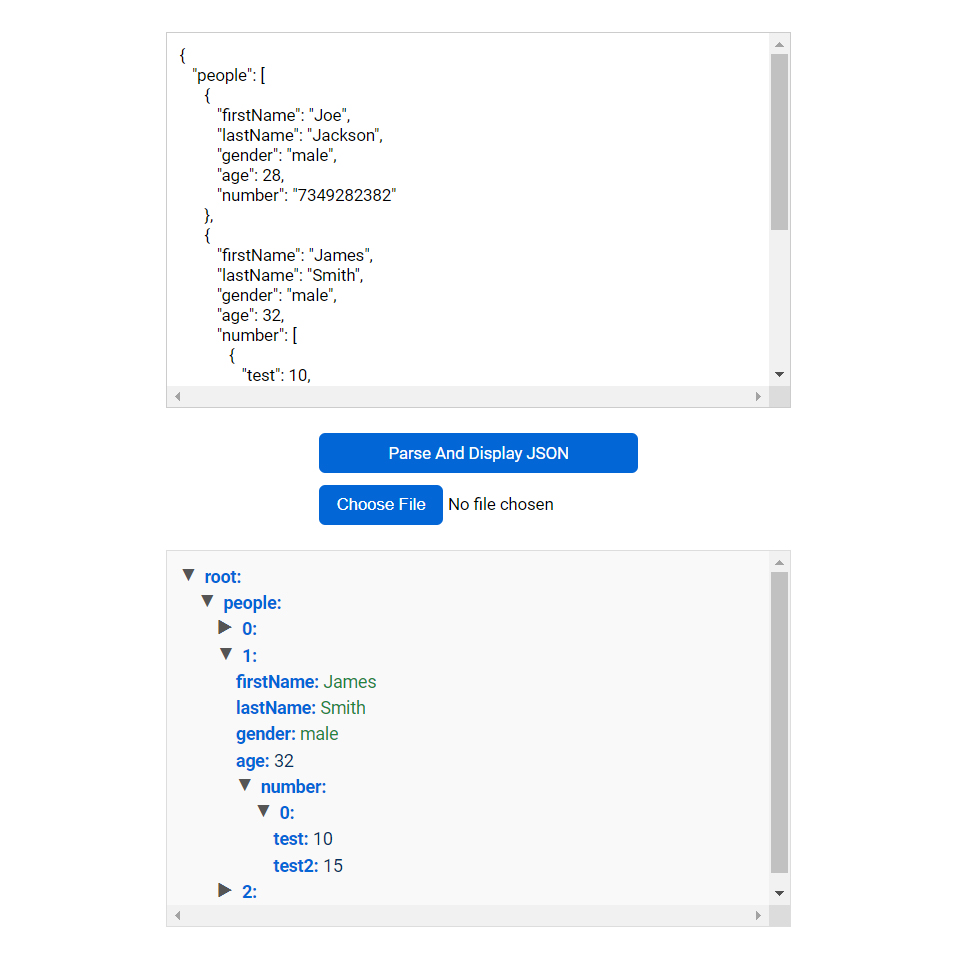 {
"people": [
{
"firstName": "Joe",
"lastName": "Jackson",
"gender": "male",
"age": 28,
"number": "7349282382"
},
{
"firstName": "James",
"lastName": "Smith",
"gender": "male",
"age": 32,
"number": [
{
"test": 10,
Parse And Display JSON
Choose File No file chosen
root:
people:
0:
1:
firstName: James
lastName: Smith
gender: male
age: 32
number:
0:
test: 10
test2: 15
2: